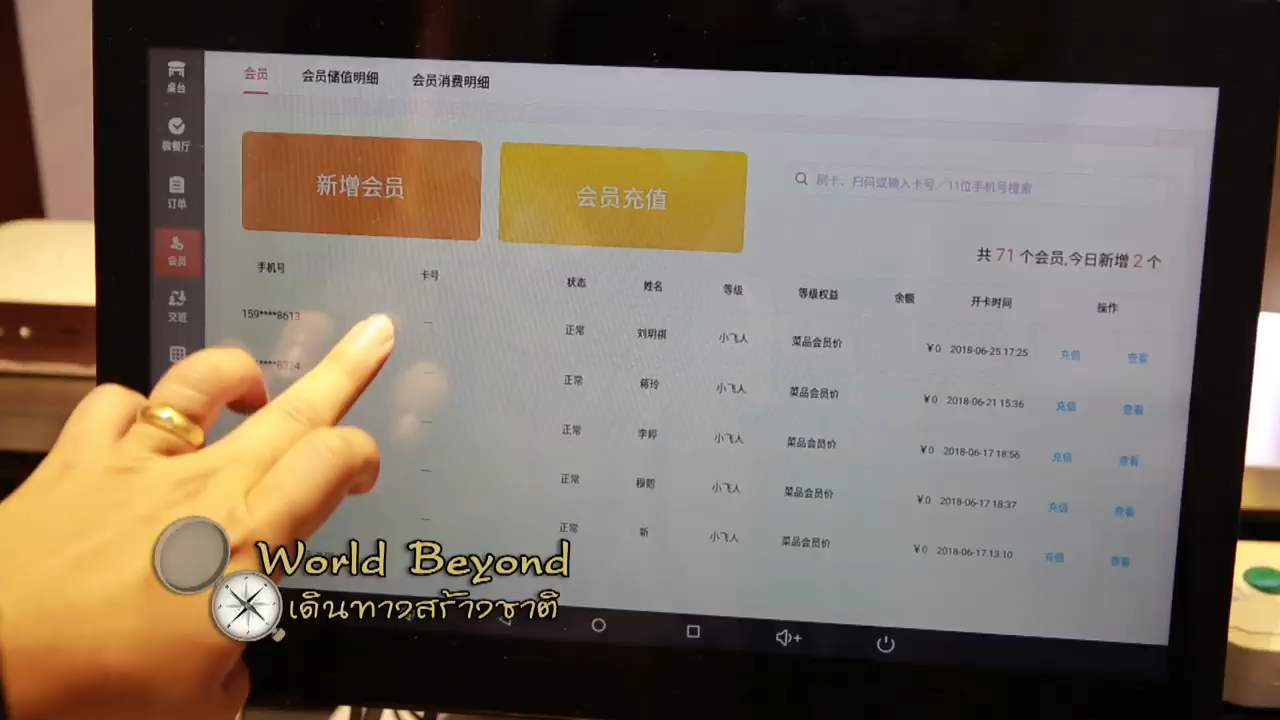 会员 会员储值明细 会员消费明细
桌台
微餐厅
订单
会员
交班
新增会员 会员充值
刷卡、扫码或输入卡号／11位手机号搜索
共 71 个会员,今日新增 2 个
手机号 卡号 状态 姓名 等级 等级权益 余额 开卡时间 操作
159****8613 — 正常 小飞人 菜品会员价 ¥0 2018-06-25 17:25 充值 查看
****8324 — 正常 蒋玲 小飞人 菜品会员价 ¥0 2018-06-21 15:36 充值 查看
— 正常 李婷 小飞人 菜品会员价 ¥0 2018-06-17 18:56 充值 查看
— 正常 小飞人 菜品会员价 ¥0 2018-06-17 18:37 充值 查看
— 正常 新 小飞人 菜品会员价 ¥0 2018-06-17 13:10 充值 查看
World Beyond
เดินทางสร้างชาติ